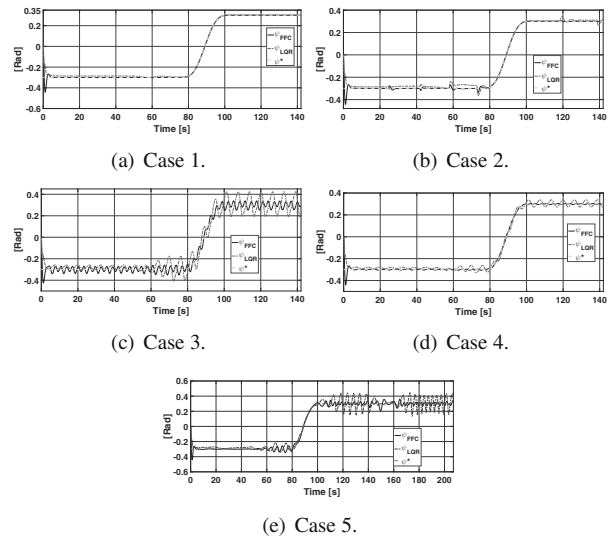 0.35
0
-0.2
-0.4
-0.6
[Rad]
0 20 40 60 80 100 120 140
Time [s]
ψFFC
ψLQR
ψ*
(a) Case 1.
0.4
0.2
0
-0.2
-0.4
[Rad]
0 20 40 60 80 100 120 140
Time [s]
ψFFC
ψLQR
ψ*
(b) Case 2.
0.4
0.2
0
-0.2
-0.4
[Rad]
0 20 40 60 80 100 120 140
Time [s]
ψFFC
ψLQR
ψ*
(c) Case 3.
0.4
0.2
0
-0.2
-0.4
[Rad]
0 20 40 60 80 100 120 140
Time [s]
ψFFC
ψLQR
ψ*
(d) Case 4.
0.6
0.4
0.2
0
-0.2
-0.4
-0.6
[Rad]
0 20 40 60 80 100 120 140 160 180 200
Time [s]
ψFFC
ψLQR
ψ*
(e) Case 5.